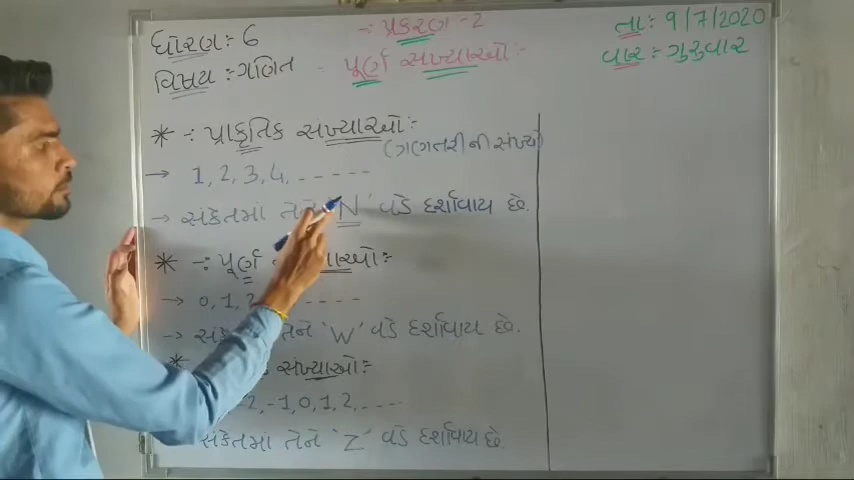 ધોરણ :- 6
-: પ્રકરણ -2
તા :- 9/7/2020
વિષય :- ગણિત
-: પૂર્ણ સંખ્યાઓ :-
વાર :- ગુરુવાર
* -: પ્રાકૃતિક સંખ્યાઓ :-
(ગણતરીની સંખ્યા)
→ 1, 2, 3, 4, ------
→ સંકેતમાં તેને 'N' વડે દર્શાવાય છે.
* -: પૂર્ણ સંખ્યાઓ :-
→ 0, 1, 2 ----
→ તેને 'W' વડે દર્શાવાય છે.
* સંખ્યાઓ :-
2, -1, 0, 1, 2, ----
સંકેતમાં તેને 'Z' વડે દર્શાવાય છે.